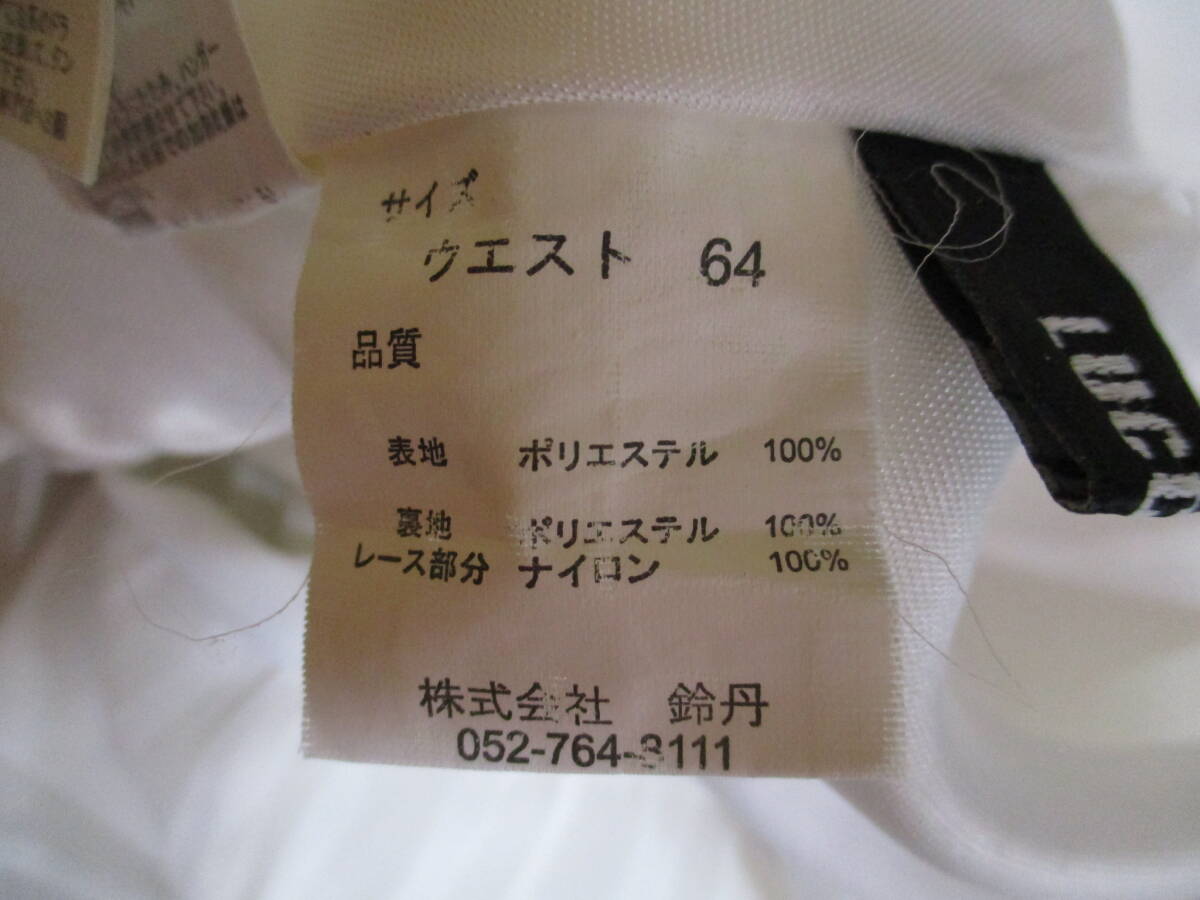 サイズ
ウエスト 64
品質
表地 ポリエステル 100%
裏地 ポリエステル 100%
レース部分 ナイロン 100%
株式会社 鈴丹
052-764-3111
LUC